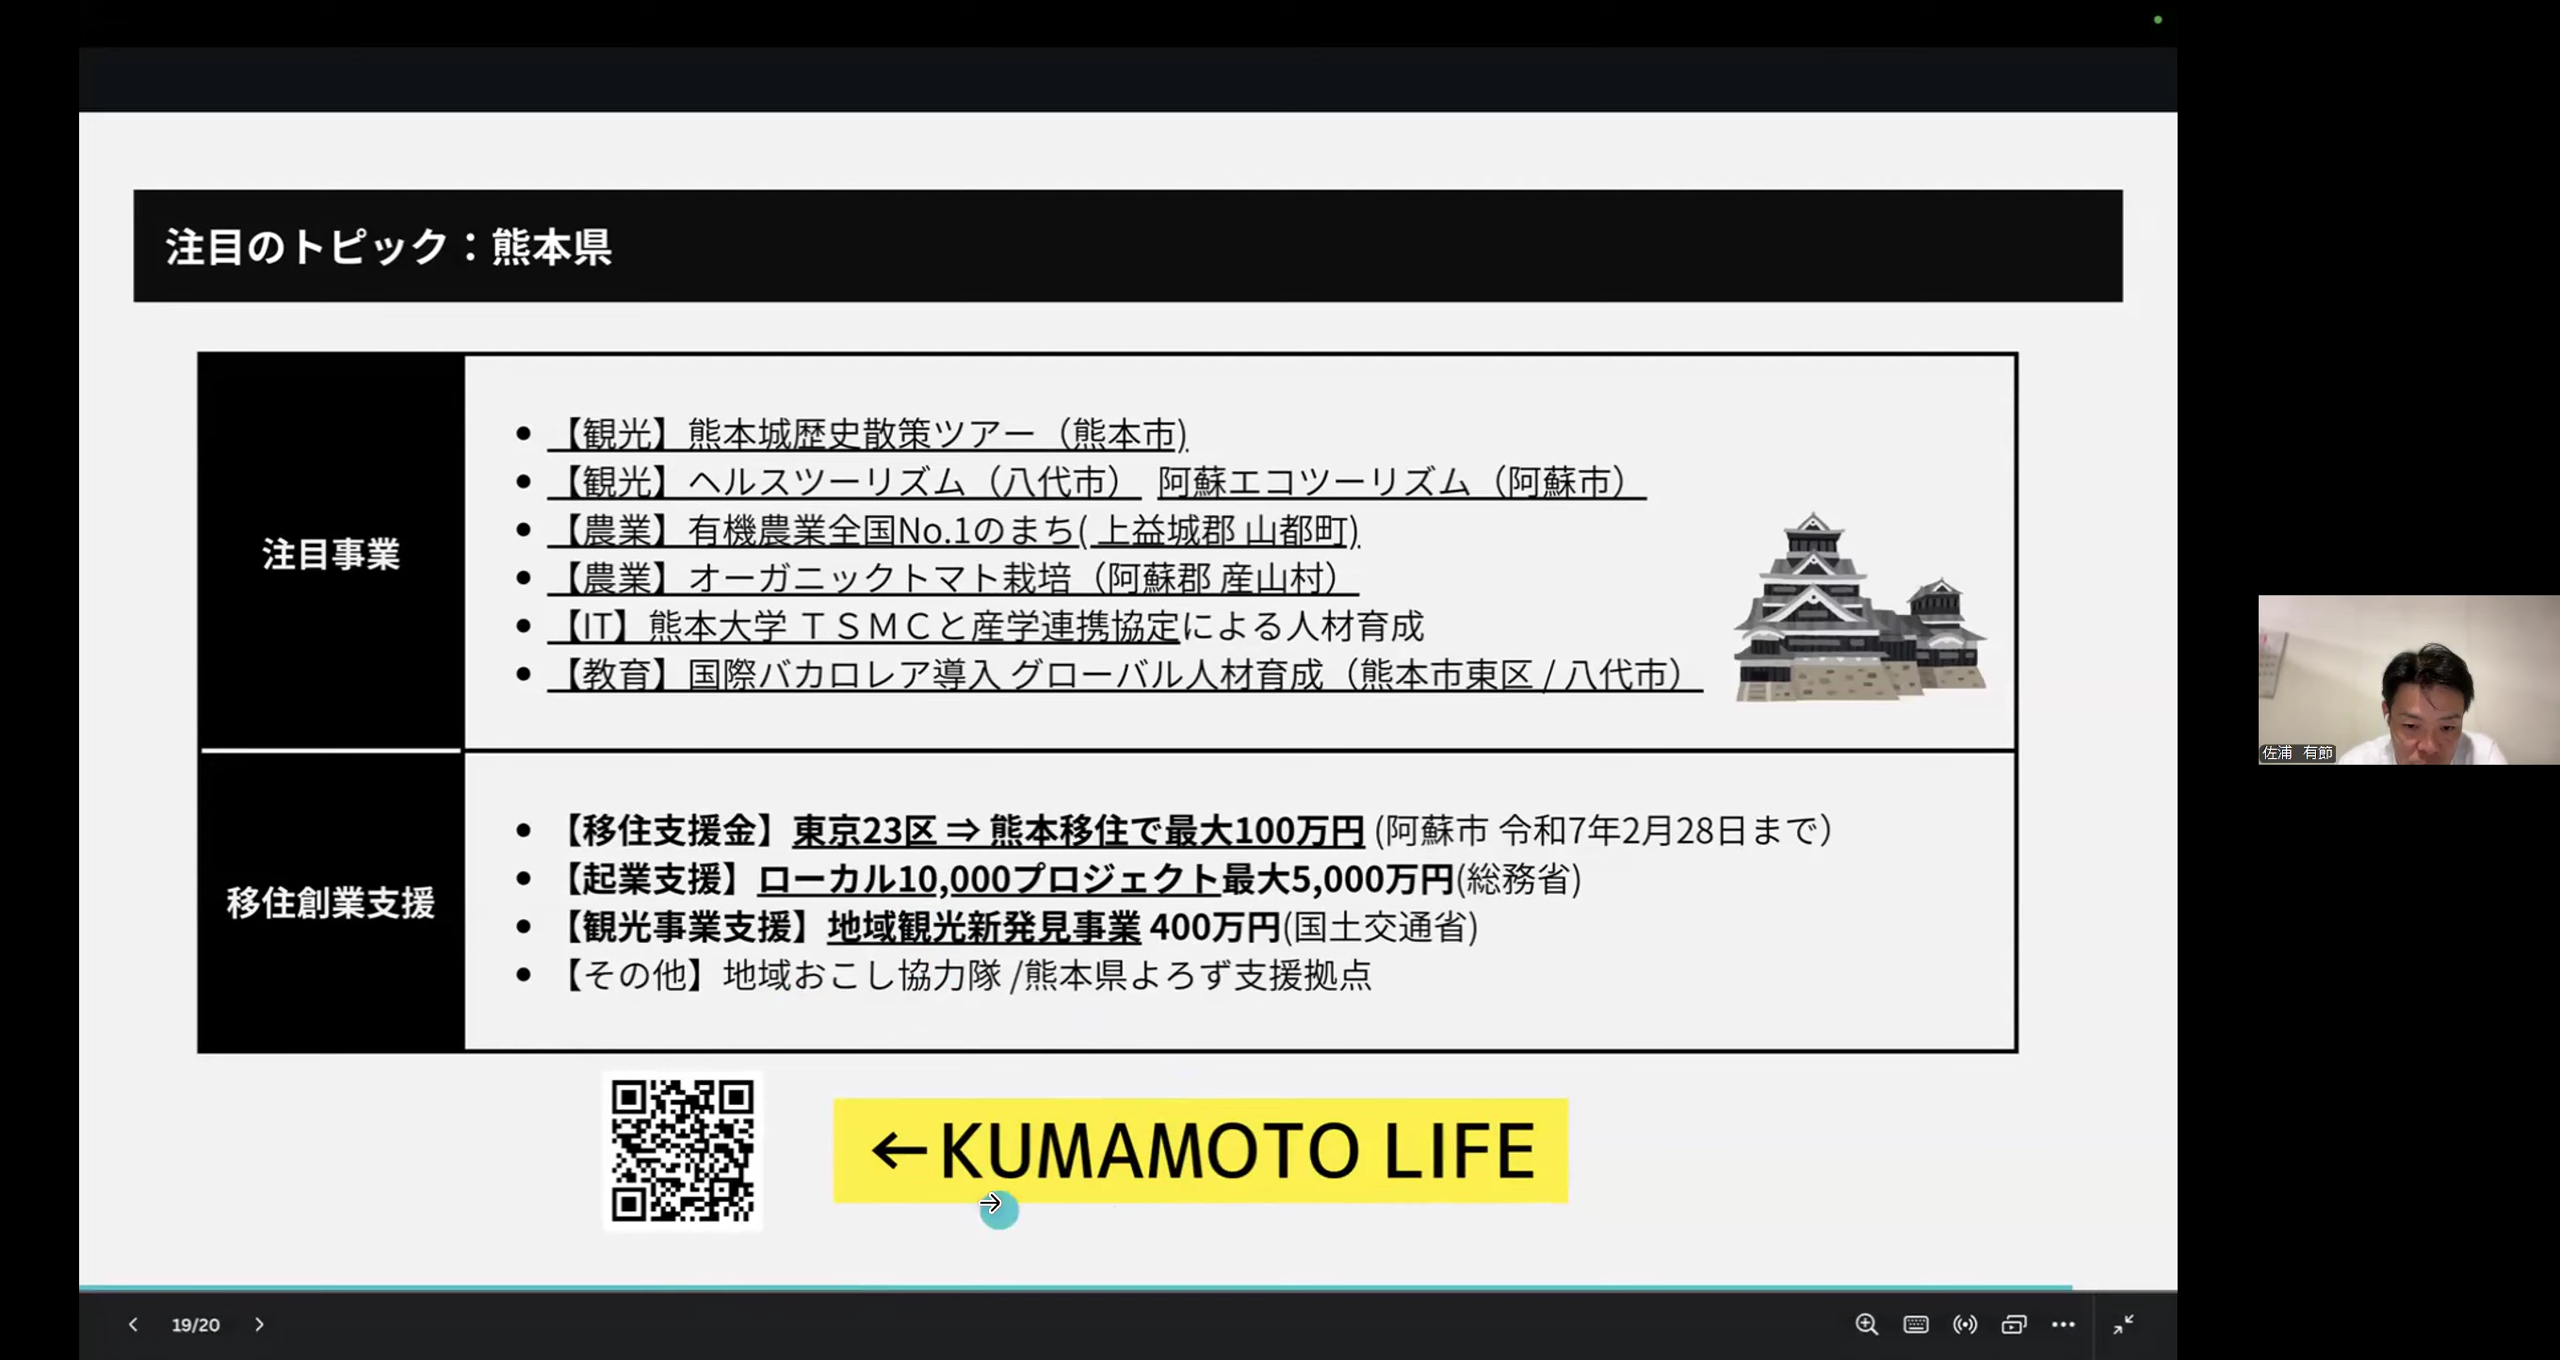 注目のトピック：熊本県
注目事業
【観光】熊本城歴史散策ツアー（熊本市)
【観光】ヘルスツーリズム（八代市） 阿蘇エコツーリズム（阿蘇市）
【農業】有機農業全国No.1のまち( 上益城郡 山都町)
【農業】オーガニックトマト栽培（阿蘇郡 産山村）
【IT】熊本大学 ＴＳＭＣと産学連携協定による人材育成
【教育】国際バカロレア導入 グローバル人材育成（熊本市東区 / 八代市）
移住創業支援
【移住支援金】東京23区 ⇒ 熊本移住で最大100万円 (阿蘇市 令和7年2月28日まで）
【起業支援】ローカル10,000プロジェクト最大5,000万円(総務省)
【観光事業支援】地域観光新発見事業 400万円(国土交通省)
【その他】地域おこし協力隊 /熊本県よろず支援拠点
←KUMAMOTO LIFE
19/20
佐浦 有節